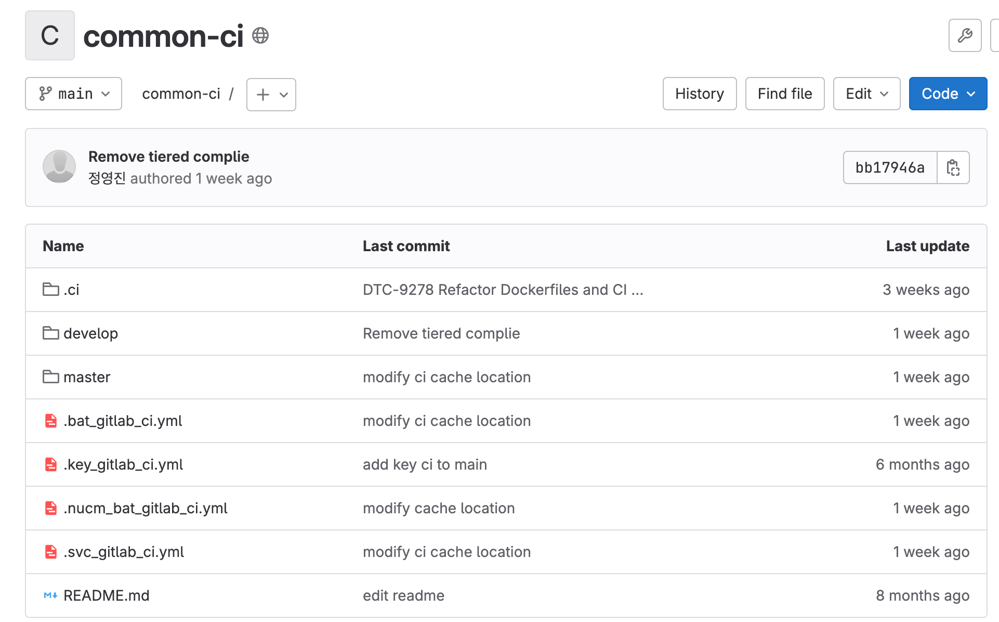 C
common-ci
main
common-ci /
History
Find file
Edit
Code
Remove tiered complie
정영진 authored 1 week ago
bb17946a
Name Last commit Last update
.ci DTC-9278 Refactor Dockerfiles and CI ... 3 weeks ago
develop Remove tiered complie 1 week ago
master modify ci cache location 1 week ago
.bat_gitlab_ci.yml modify ci cache location 1 week ago
.key_gitlab_ci.yml add key ci to main 6 months ago
.nucm_bat_gitlab_ci.yml modify cache location 1 week ago
.svc_gitlab_ci.yml modify ci cache location 1 week ago
README.md edit readme 8 months ago